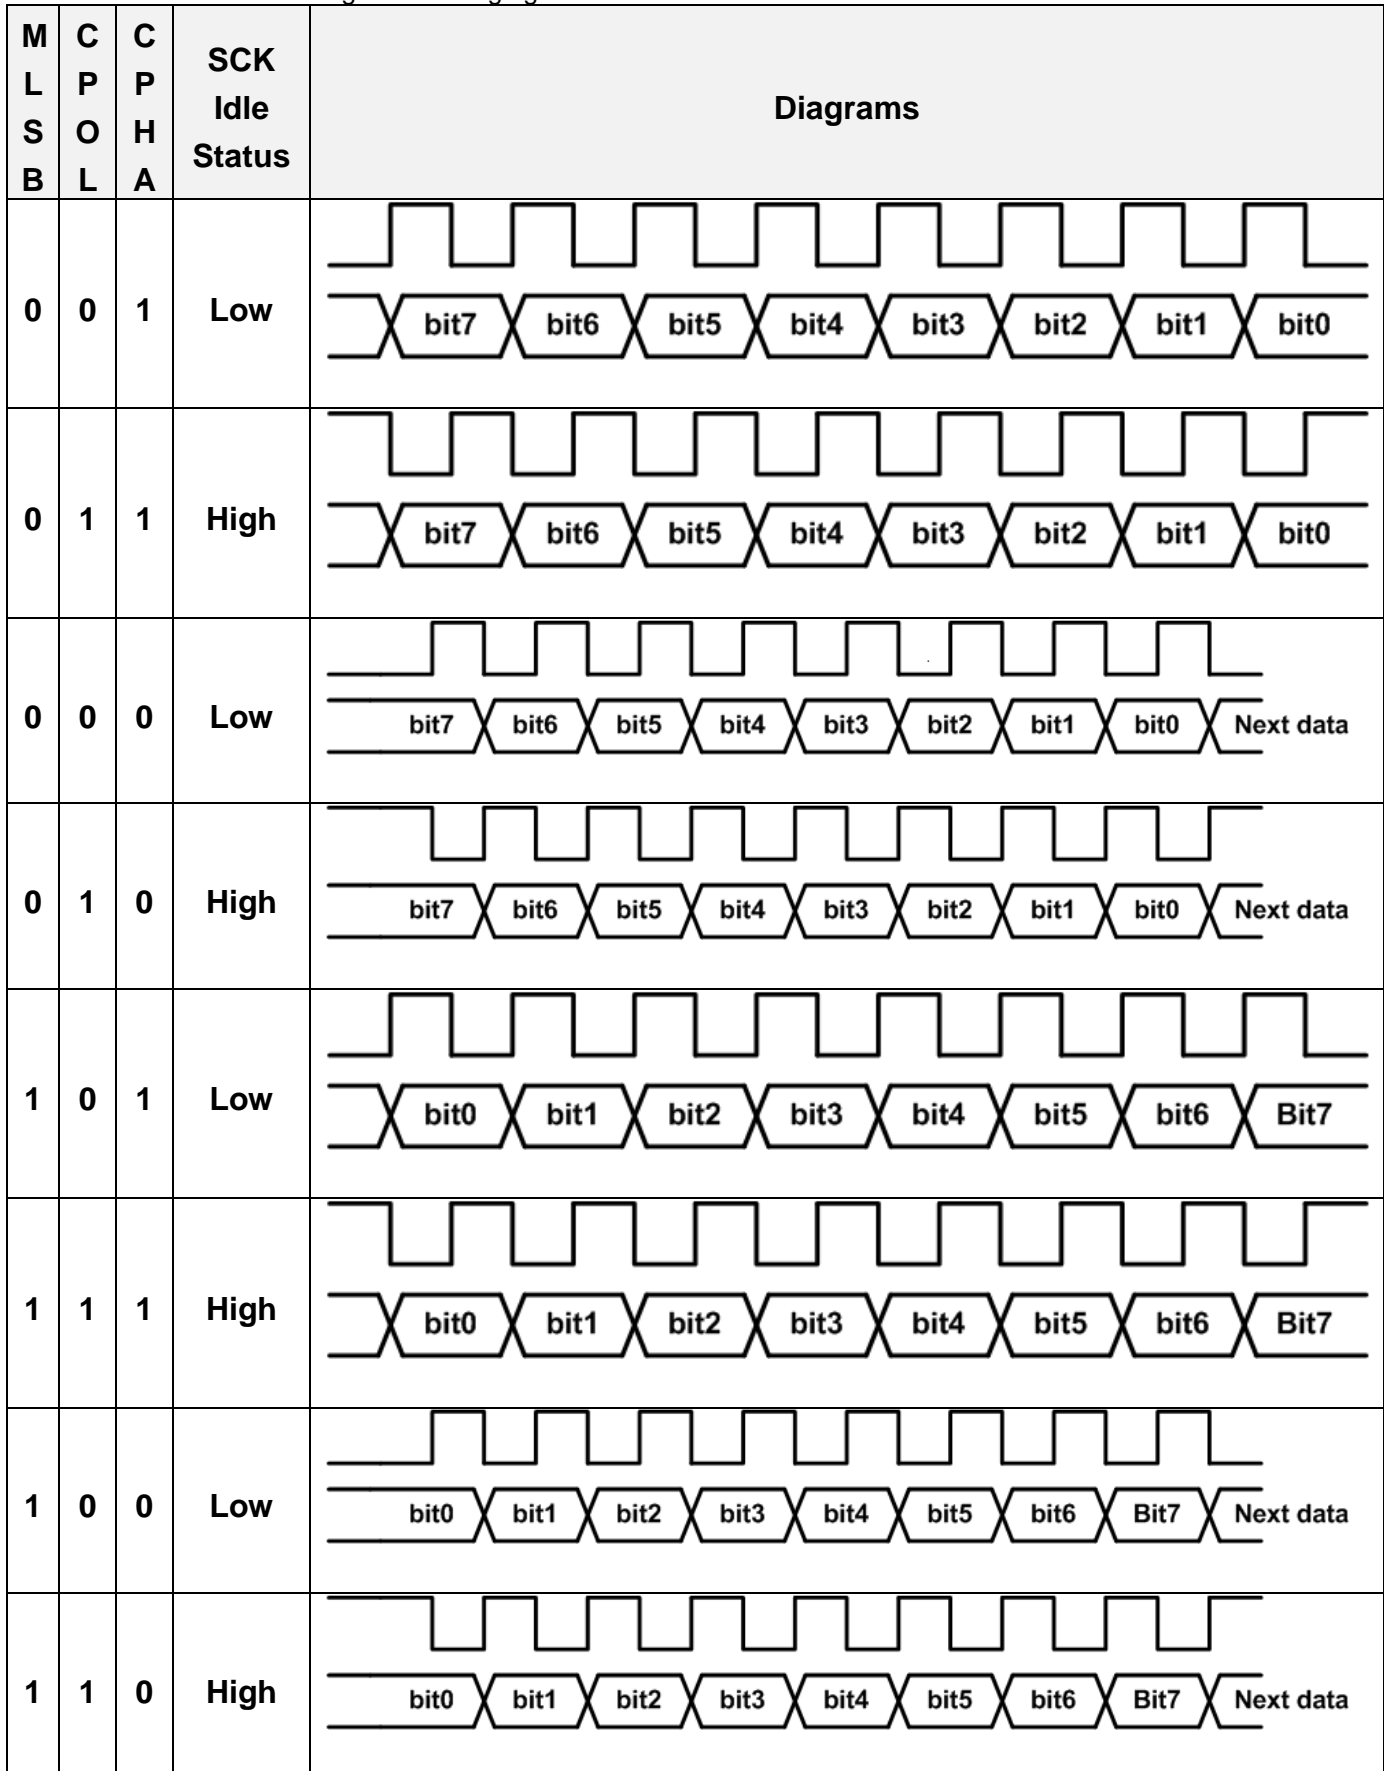 MLSB CPOL CPHA SCK Idle Status Diagrams
0 0 1 Low bit7 bit6 bit5 bit4 bit3 bit2 bit1 bit0
0 1 1 High bit7 bit6 bit5 bit4 bit3 bit2 bit1 bit0
0 0 0 Low bit7 bit6 bit5 bit4 bit3 bit2 bit1 bit0 Next data
0 1 0 High bit7 bit6 bit5 bit4 bit3 bit2 bit1 bit0 Next data
1 0 1 Low bit0 bit1 bit2 bit3 bit4 bit5 bit6 Bit7
1 1 1 High bit0 bit1 bit2 bit3 bit4 bit5 bit6 Bit7
1 0 0 Low bit0 bit1 bit2 bit3 bit4 bit5 bit6 Bit7 Next data
1 1 0 High bit0 bit1 bit2 bit3 bit4 bit5 bit6 Bit7 Next data